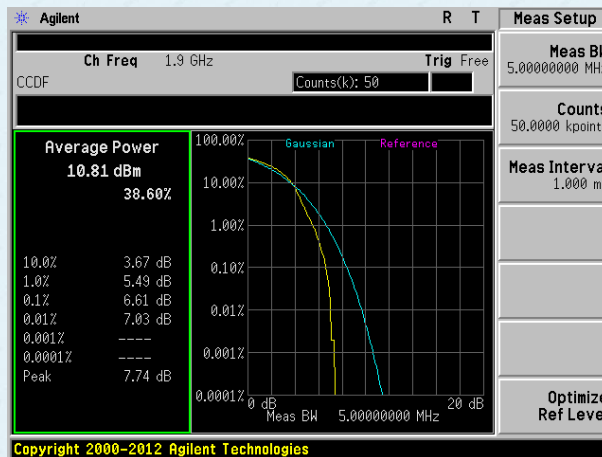 Agilent R T Meas Setup
Ch Freq 1.9 GHz Trig Free
CCDF Counts(k): 50
Meas
5.00000000
Counts
50.0000
Meas
1.000
Average Power
10.81 dBm
38.60%
10.0% 3.67 dB
1.0% 5.49 dB
0.1% 6.61 dB
0.01% 7.03 dB
0.001% ----
0.0001% ----
Peak 7.74 dB
Gaussian Reference
100.00%
10.00%
1.00%
0.10%
0.01%
0.001%
0.0001%
0 dB 20 dB
Meas BW 5.00000000 MHz
Optimize
Ref Level
Copyright 2000-2012 Agilent Technologies